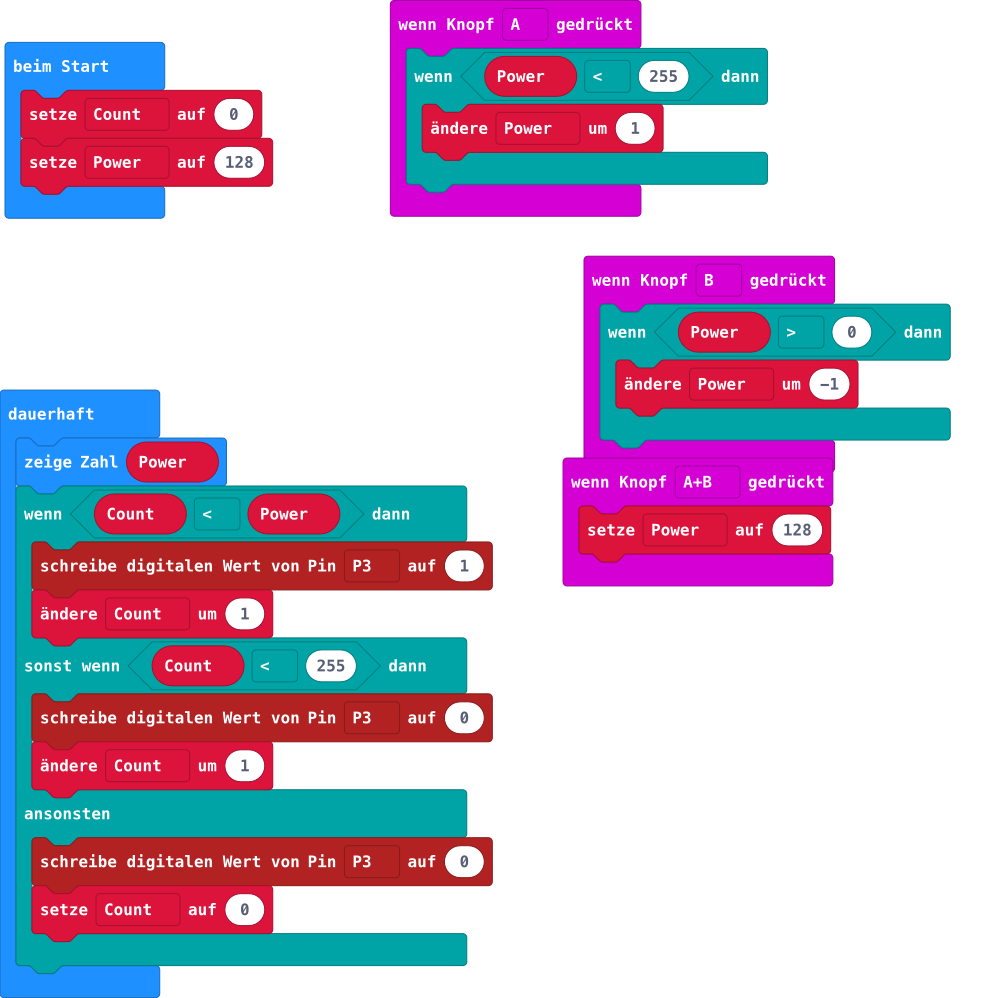 beim Start
setze Count auf 0
setze Power auf 128
wenn Knopf A gedrückt
wenn Power < 255 dann
ändere Power um 1
wenn Knopf B gedrückt
wenn Power > 0 dann
ändere Power um −1
wenn Knopf A+B gedrückt
setze Power auf 128
dauerhaft
zeige Zahl Power
wenn Count < Power dann
schreibe digitalen Wert von Pin P3 auf 1
ändere Count um 1
sonst wenn Count < 255 dann
schreibe digitalen Wert von Pin P3 auf 0
ändere Count um 1
ansonsten
schreibe digitalen Wert von Pin P3 auf 0
setze Count auf 0